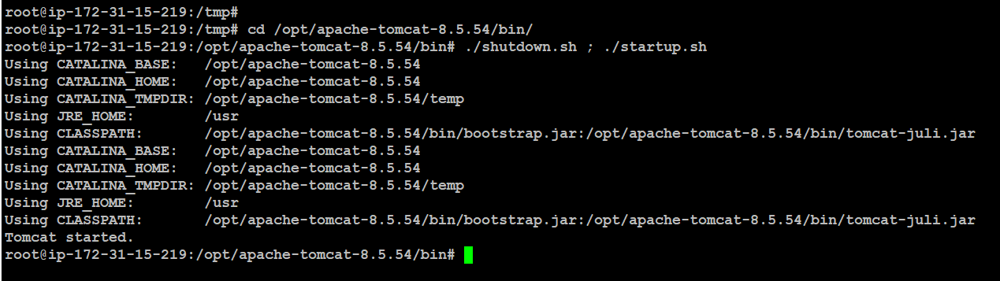 root@ip-172-31-15-219:/tmp#
root@ip-172-31-15-219:/tmp# cd /opt/apache-tomcat-8.5.54/bin/
root@ip-172-31-15-219:/opt/apache-tomcat-8.5.54/bin# ./shutdown.sh ; ./startup.sh
Using CATALINA_BASE:   /opt/apache-tomcat-8.5.54
Using CATALINA_HOME:   /opt/apache-tomcat-8.5.54
Using CATALINA_TMPDIR: /opt/apache-tomcat-8.5.54/temp
Using JRE_HOME:        /usr
Using CLASSPATH:       /opt/apache-tomcat-8.5.54/bin/bootstrap.jar:/opt/apache-tomcat-8.5.54/bin/tomcat-juli.jar
Using CATALINA_BASE:   /opt/apache-tomcat-8.5.54
Using CATALINA_HOME:   /opt/apache-tomcat-8.5.54
Using CATALINA_TMPDIR: /opt/apache-tomcat-8.5.54/temp
Using JRE_HOME:        /usr
Using CLASSPATH:       /opt/apache-tomcat-8.5.54/bin/bootstrap.jar:/opt/apache-tomcat-8.5.54/bin/tomcat-juli.jar
Tomcat started.
root@ip-172-31-15-219:/opt/apache-tomcat-8.5.54/bin#